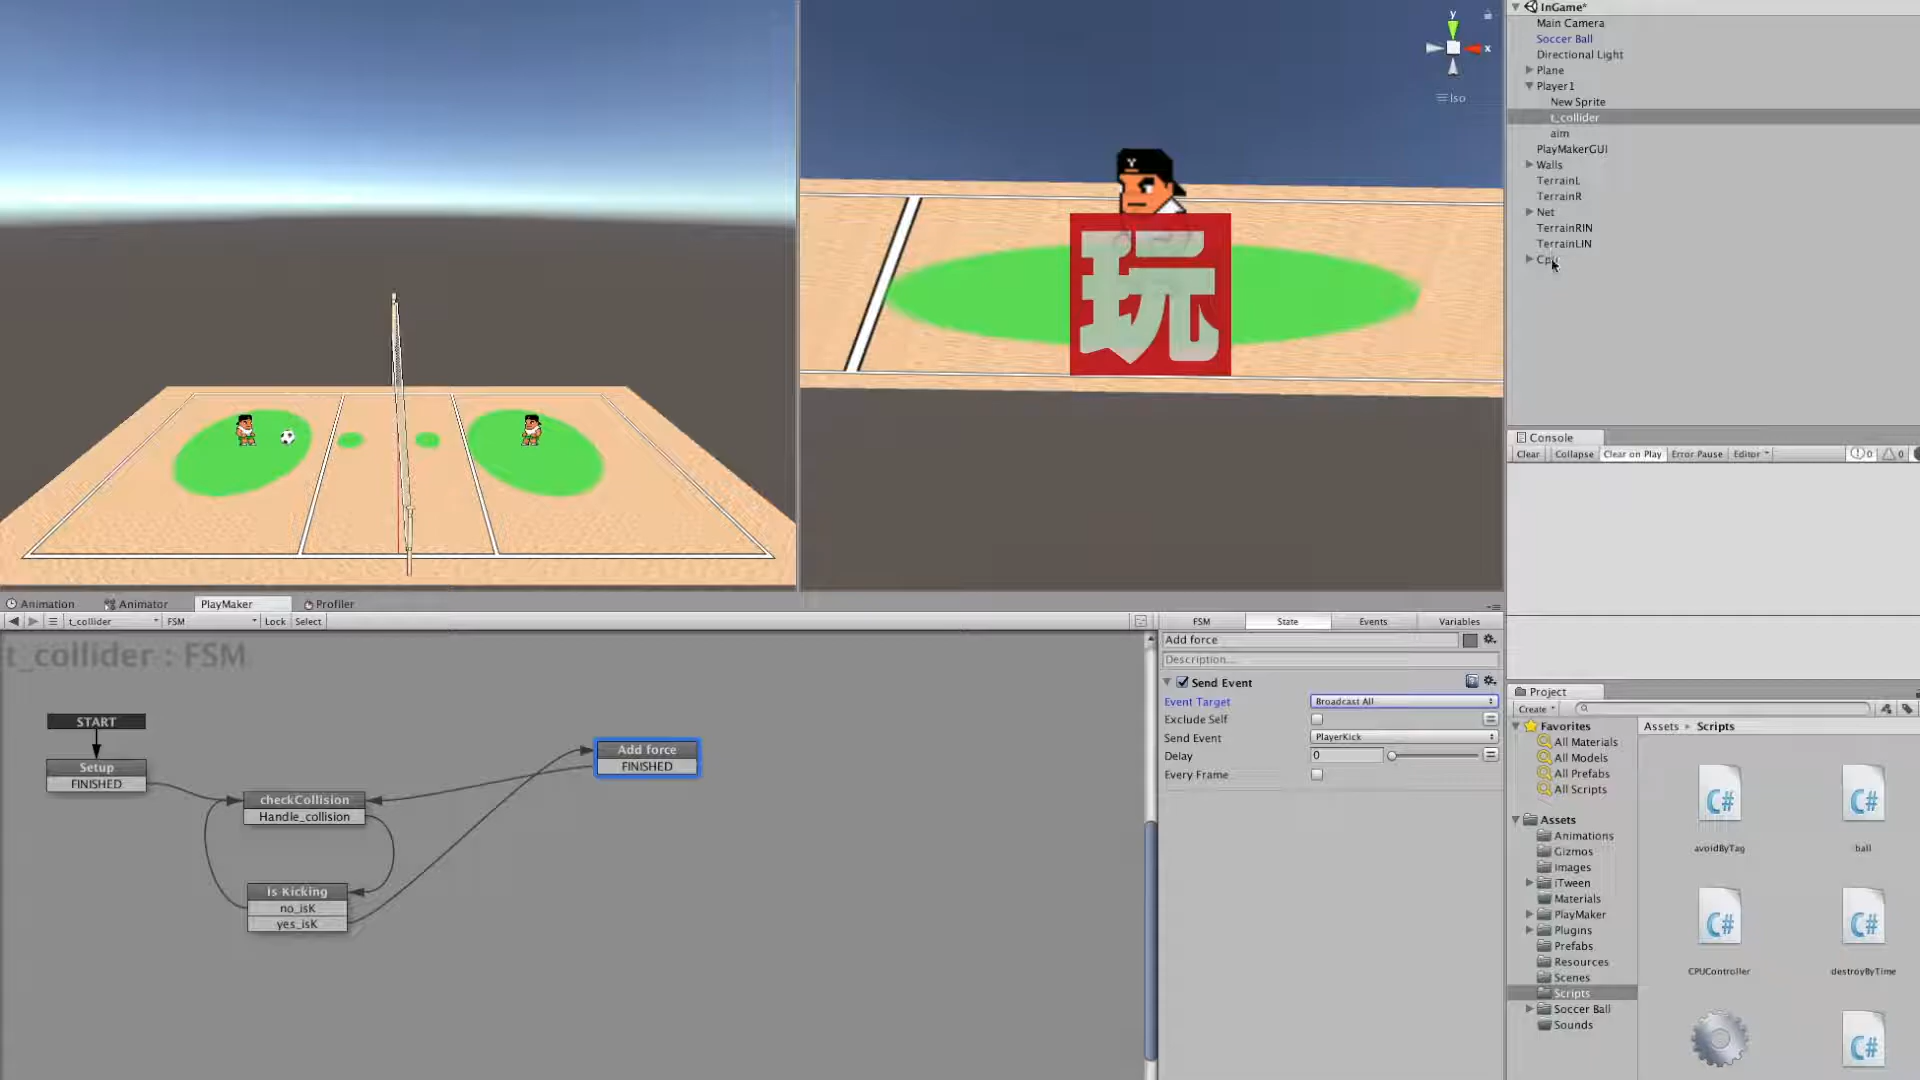 y
x
Iso
玩
Y
InGame*
Main Camera
Soccer Ball
Directional Light
Plane
Player1
New Sprite
t_collider
aim
PlayMakerGUI
Walls
TerrainL
TerrainR
Net
TerrainRIN
TerrainLIN
Console
Clear Collapse Clear on Play Error Pause Editor 0 0
Animation Animator PlayMaker Profiler
t_collider FSM Lock Select
FSM State Events Variables
t_collider : FSM
START
Setup
FINISHED
checkCollision
Handle_collision
Is Kicking
no_isK
yes_isK
Add force
FINISHED
Add force
Description...
Send Event
Event Target Broadcast All
Exclude Self
Send Event PlayerKick
Delay 0
Every Frame
Project
Create
Favorites
All Materials
All Models
All Prefabs
All Scripts
Assets
Animations
Gizmos
Images
iTween
Materials
PlayMaker
Plugins
Prefabs
Resources
Scenes
Scripts
Soccer Ball
Sounds
Assets Scripts
C#
avoidByTag
C#
ball
C#
CPUController
C#
destroyByTime
C#